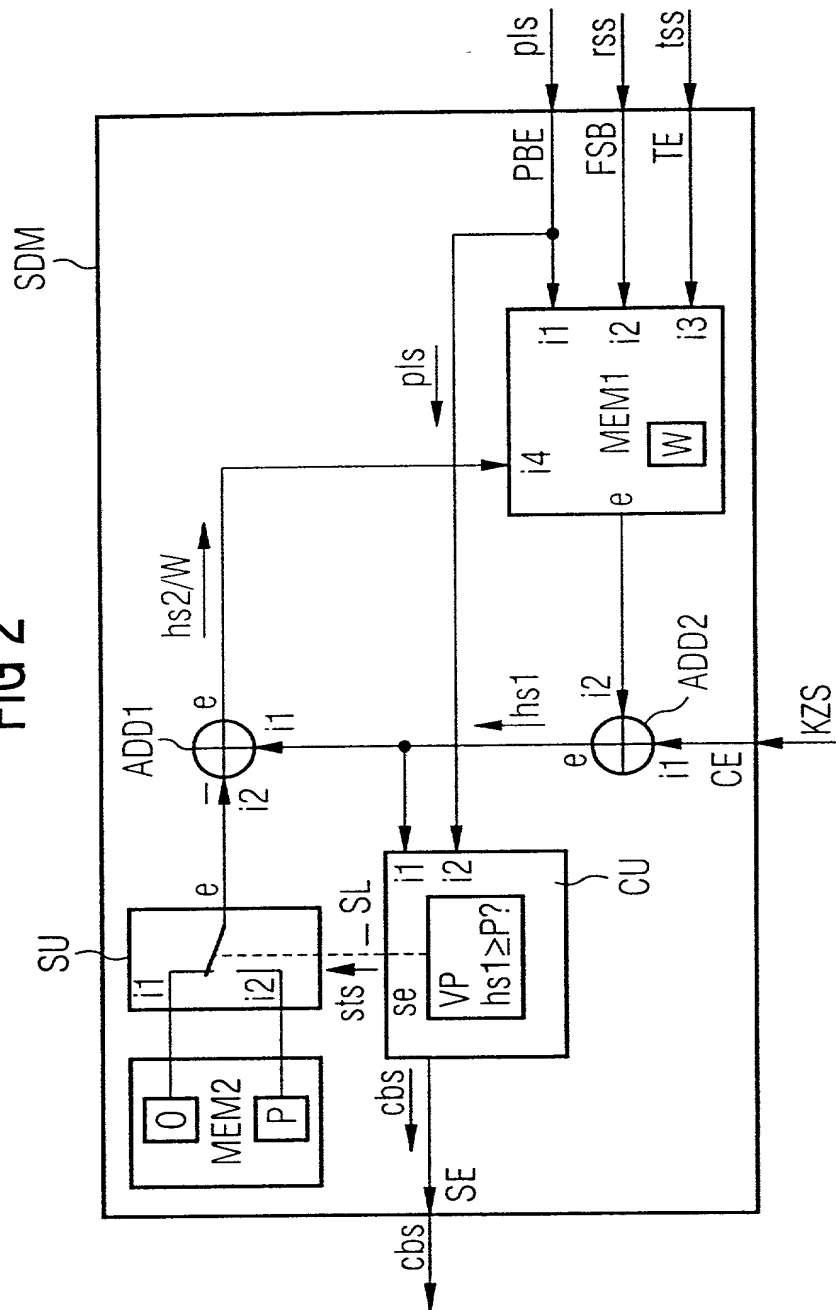 FIG 2
SDM
SU
MEM2
O
P
i1
i2
e
ADD1
i2
–
e
i1
hs2/W
pls
sts
SL
cbs
cbs
SE
se
VP
hs1≥P?
i1
i2
CU
hs1
e
i2
i1
ADD2
CE
KZS
i4
e
MEM1
W
i1
i2
i3
PBE
FSB
TE
pls
rss
tss